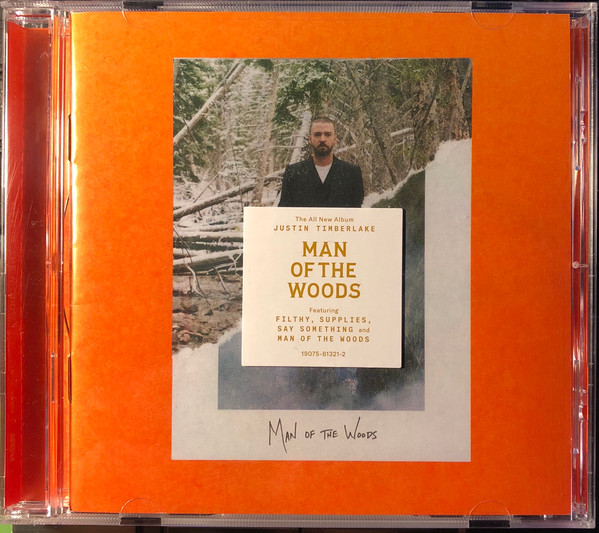 The All New Album
JUSTIN TIMBERLAKE
MAN
OF THE
WOODS
Featuring
FILTHY, SUPPLIES,
SAY SOMETHING and
MAN OF THE WOODS
19075-81321-2
MAN OF THE WOODS